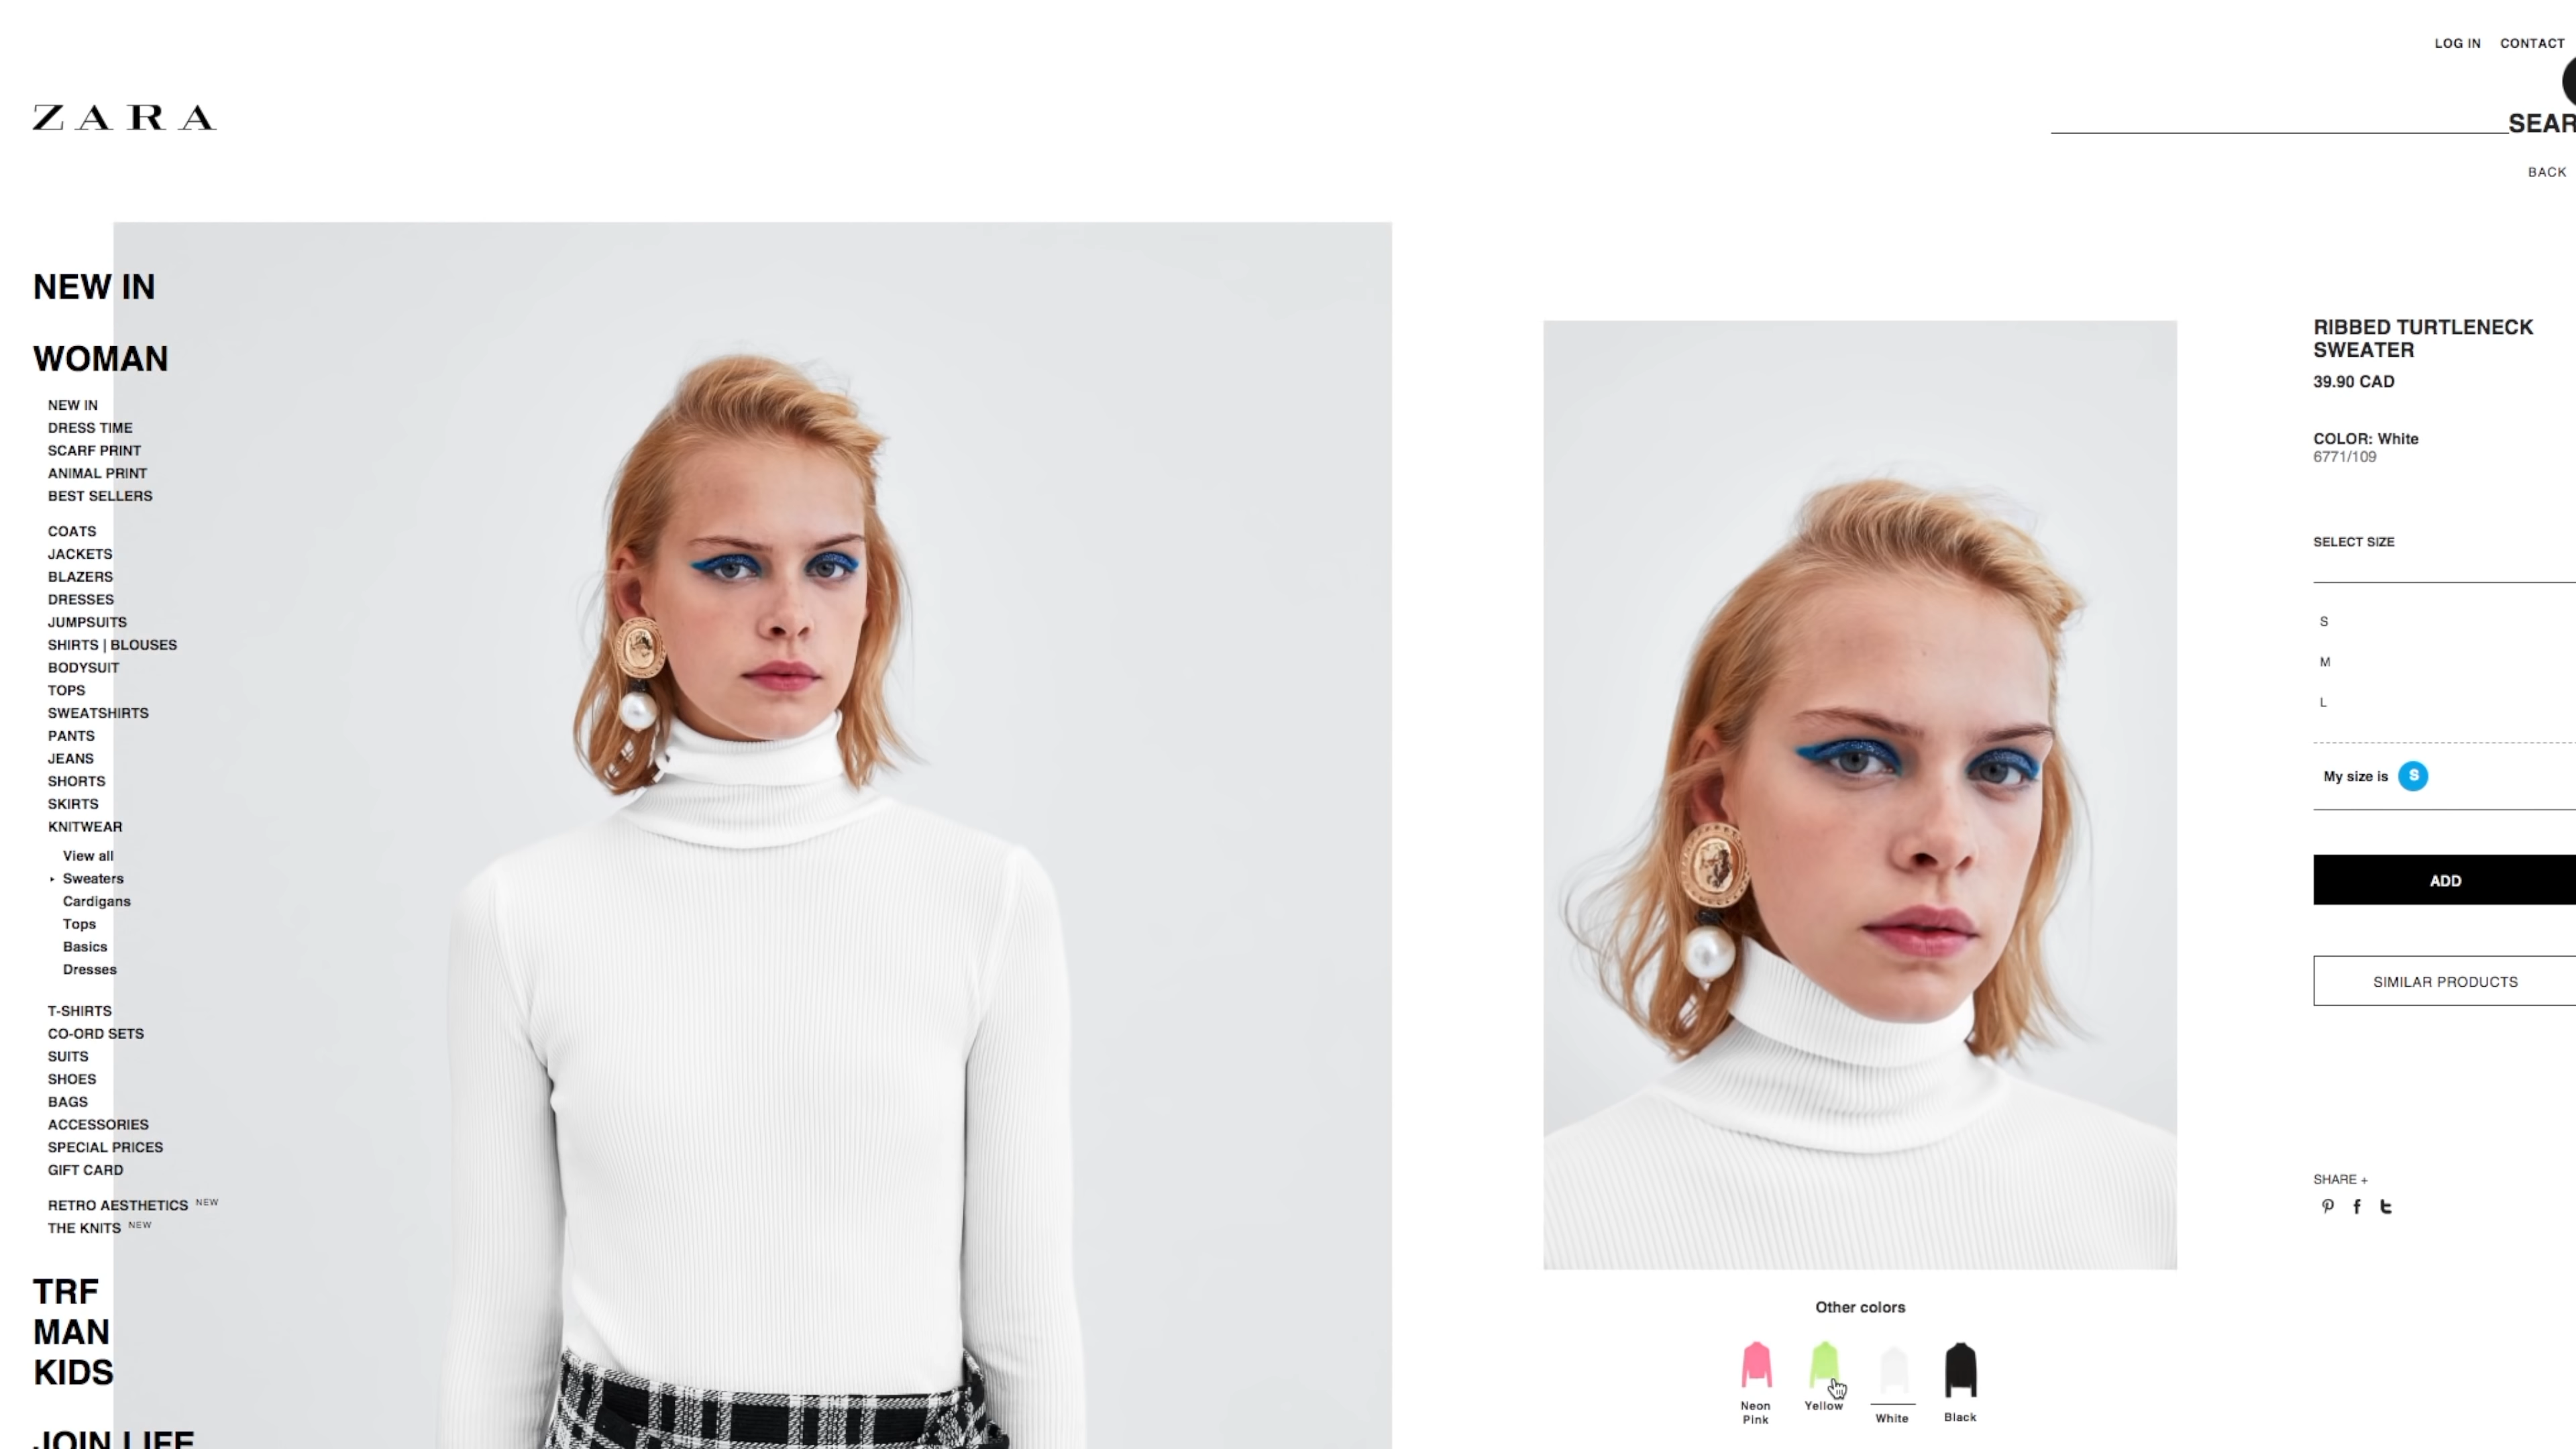 LOG IN CONTACT
ZARA
SEAR
BACK
NEW IN
WOMAN
NEW IN
DRESS TIME
SCARF PRINT
ANIMAL PRINT
BEST SELLERS
COATS
JACKETS
BLAZERS
DRESSES
JUMPSUITS
SHIRTS | BLOUSES
BODYSUIT
TOPS
SWEATSHIRTS
PANTS
JEANS
SHORTS
SKIRTS
KNITWEAR
View all
Sweaters
Cardigans
Tops
Basics
Dresses
T-SHIRTS
CO-ORD SETS
SUITS
SHOES
BAGS
ACCESSORIES
SPECIAL PRICES
GIFT CARD
RETRO AESTHETICS NEW
THE KNITS NEW
TRF
MAN
KIDS
JOIN LIFE
Other colors
Neon
Pink
Yellow
White
Black
RIBBED TURTLENECK
SWEATER
39.90 CAD
COLOR: White
6771/109
SELECT SIZE
S
M
L
My size is S
ADD
SIMILAR PRODUCTS
SHARE +